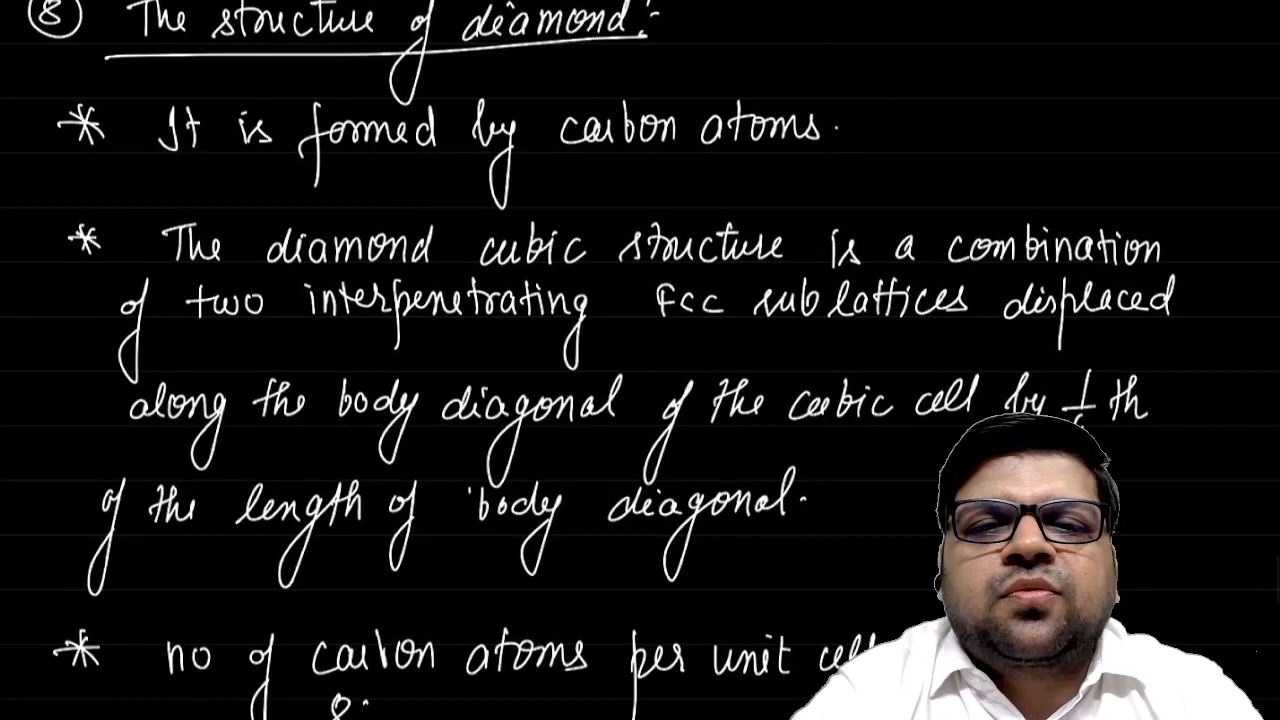 ⑧ The structure of diamond:-
* It is formed by carbon atoms.
* The diamond cubic structure is a combination
of two interpenetrating Fcc sublattices displaced
along the body diagonal of the cubic cell by th
of the length of body diagonal.
* no of carbon atoms per unit
8.